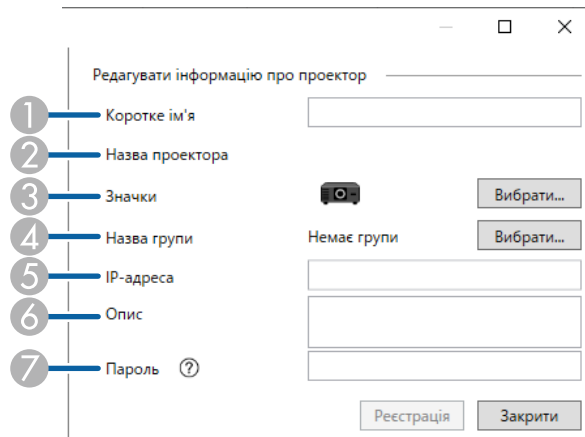 Редагувати інформацію про проектор
1 Коротке ім'я
2 Назва проектора
3 Значки Вибрати...
4 Назва групи Немає групи Вибрати...
5 IP-адреса
6 Опис
7 Пароль ?
Реєстрація Закрити